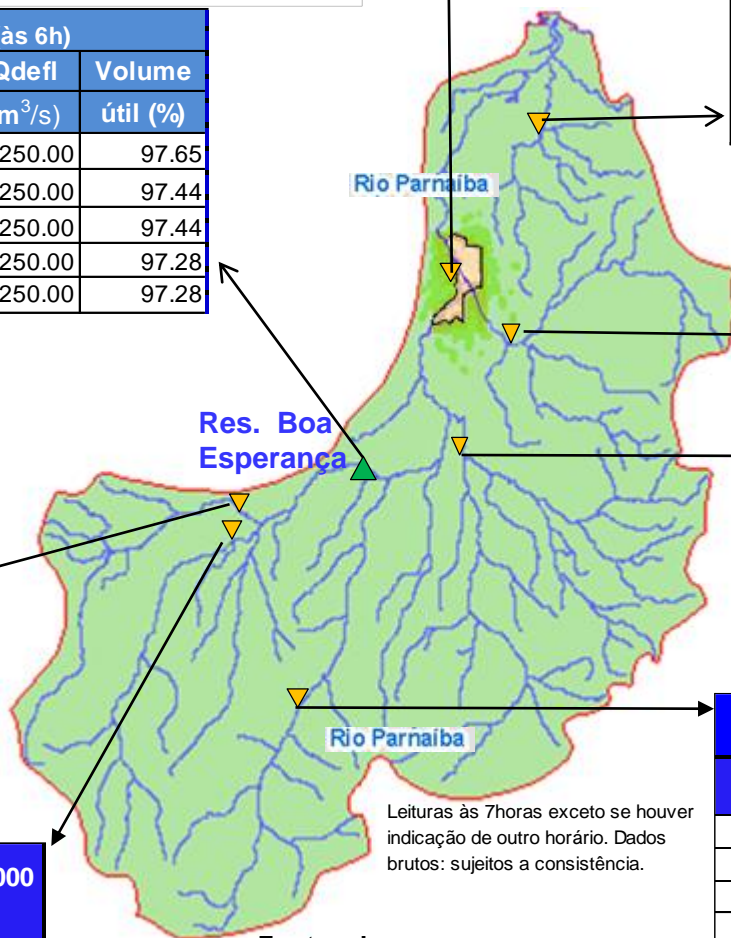 às 6h)
Qdefl Volume
m³/s) útil (%)
250.00 97.65
250.00 97.44
250.00 97.44
250.00 97.28
250.00 97.28
Rio Parnaíba
Res. Boa
Esperança
Rio Parnaíba
Leituras às 7horas exceto se houver
indicação de outro horário. Dados
brutos: sujeitos a consistência.
000